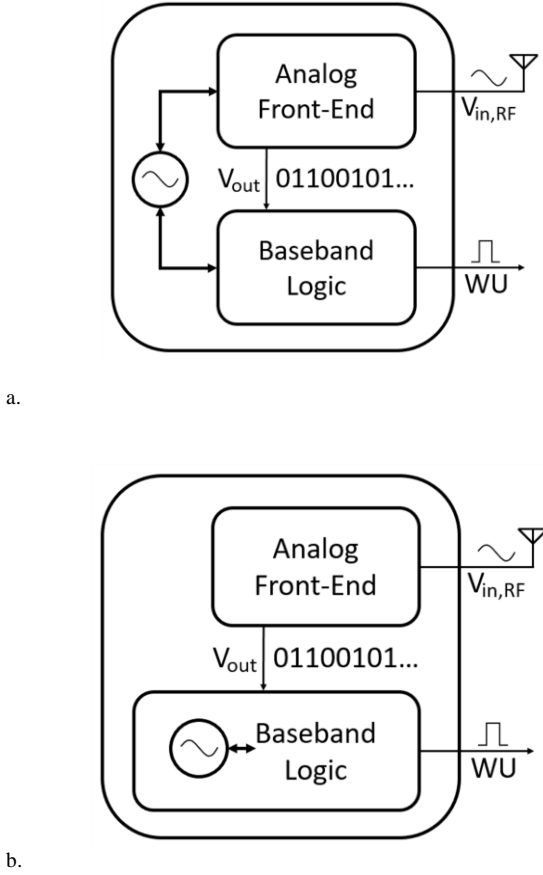 Analog
Front-End
V_in,RF
V_out 01100101...
Baseband
Logic
WU
a.
Analog
Front-End
V_in,RF
V_out 01100101...
Baseband
Logic
WU
b.